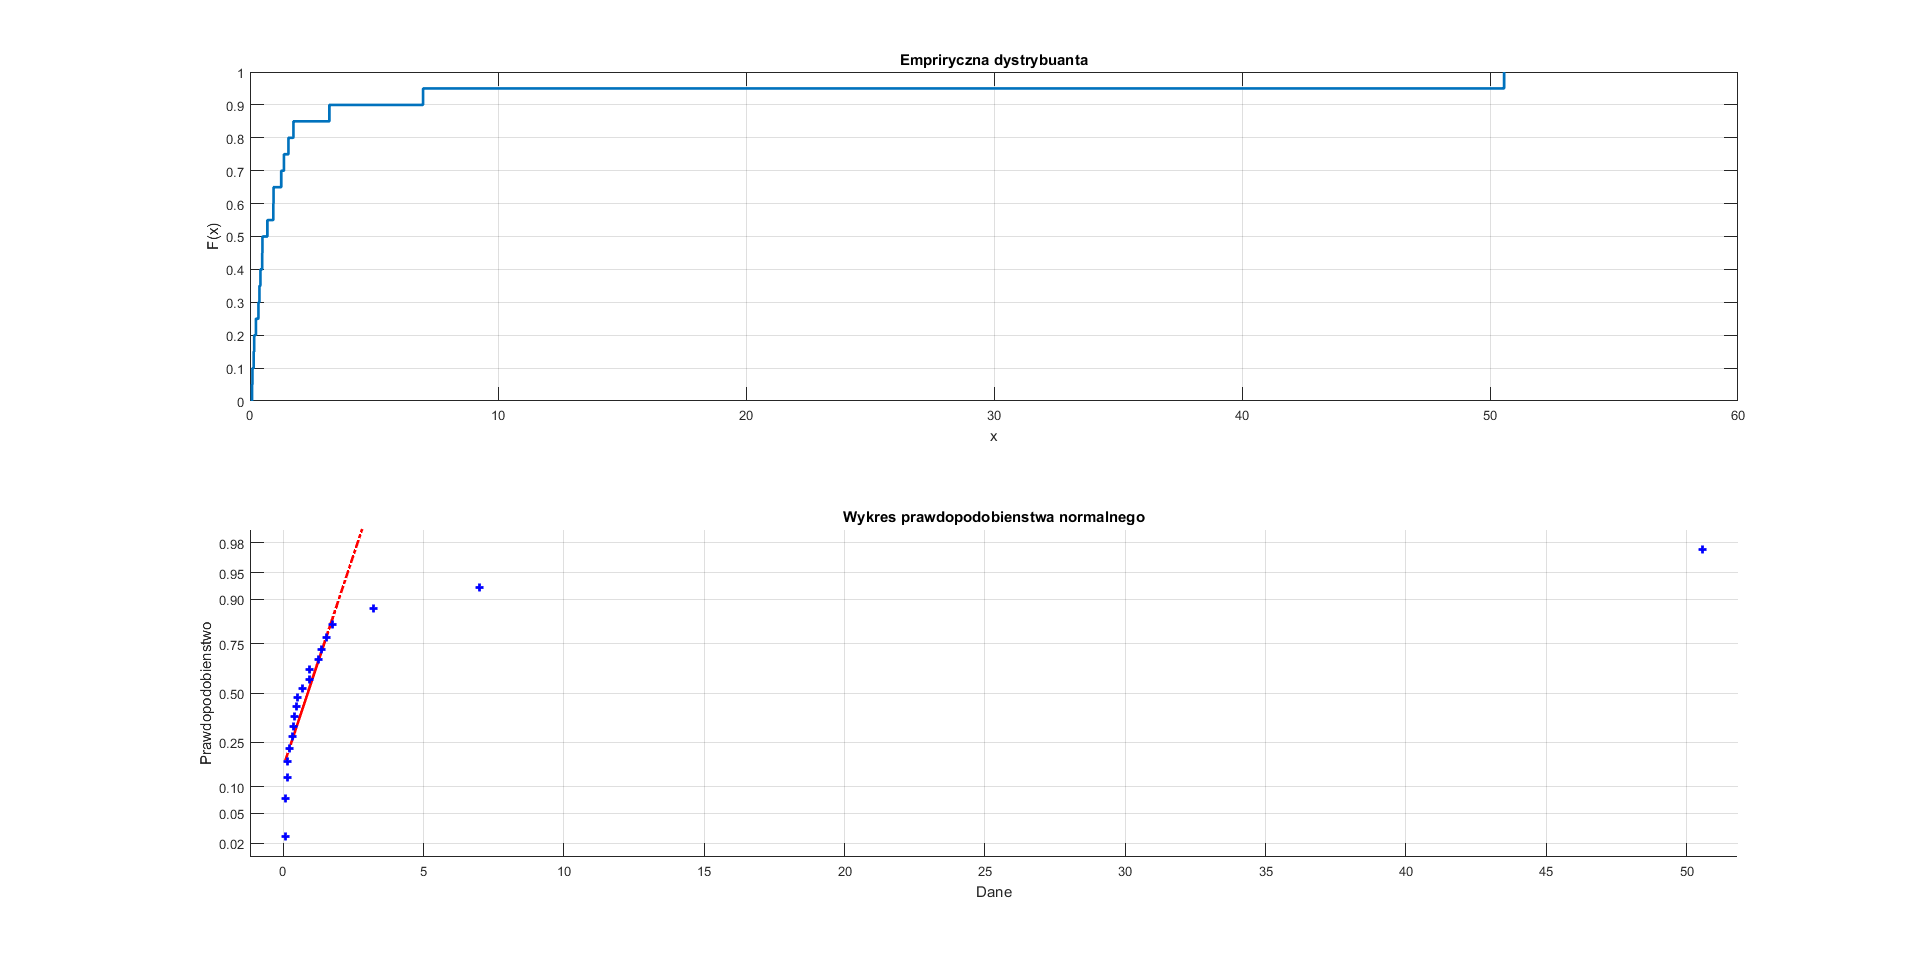 Empriryczna dystrybuanta
1
0.9
0.8
0.7
0.6
0.5
0.4
0.3
0.2
0.1
0
F(x)
0 10 20 30 40 50 60
x
Wykres prawdopodobienstwa normalnego
0.98
0.95
0.90
0.75
0.50
0.25
0.10
0.05
0.02
Prawdopodobienstwo
0 5 10 15 20 25 30 35 40 45 50
Dane